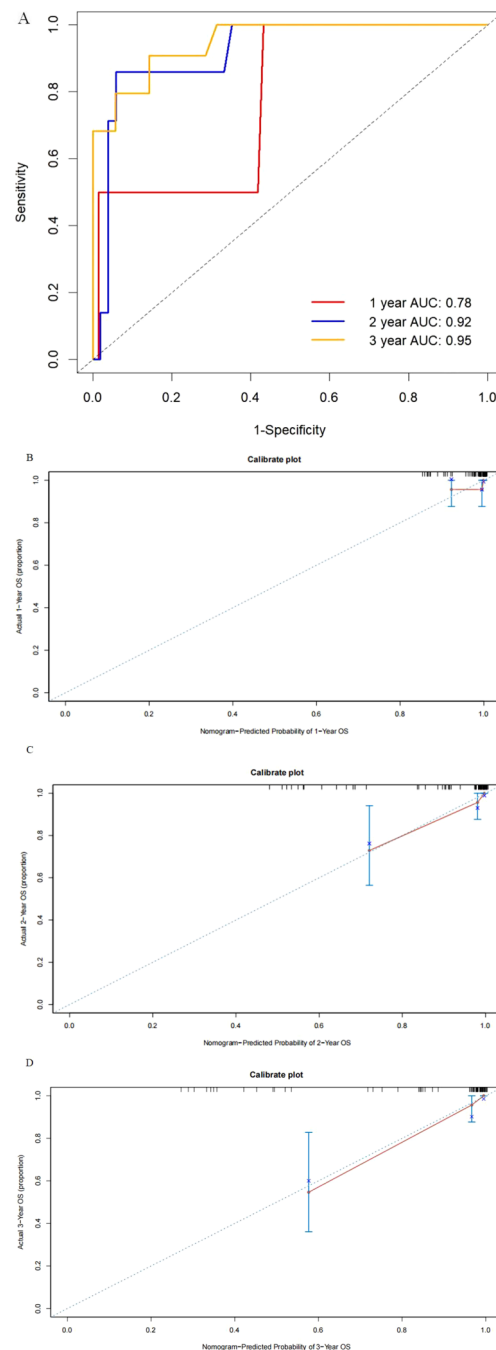 A
1.0
0.8
0.6
0.4
0.2
0.0
Sensitivity
1 year AUC: 0.78
2 year AUC: 0.92
3 year AUC: 0.95
0.0 0.2 0.4 0.6 0.8 1.0
1-Specificity
B
Calibrate plot
1.0
0.8
0.6
0.4
0.2
0.0
Actual 1-Year OS (proportion)
0.0 0.2 0.4 0.6 0.8 1.0
Nomogram-Predicted Probability of 1-Year OS
C
Calibrate plot
1.0
0.8
0.6
0.4
0.2
0.0
Actual 2-Year OS (proportion)
0.0 0.2 0.4 0.6 0.8 1.0
Nomogram-Predicted Probability of 2-Year OS
D
Calibrate plot
1.0
0.8
0.6
0.4
0.2
0.0
Actual 3-Year OS (proportion)
0.0 0.2 0.4 0.6 0.8 1.0
Nomogram-Predicted Probability of 3-Year OS